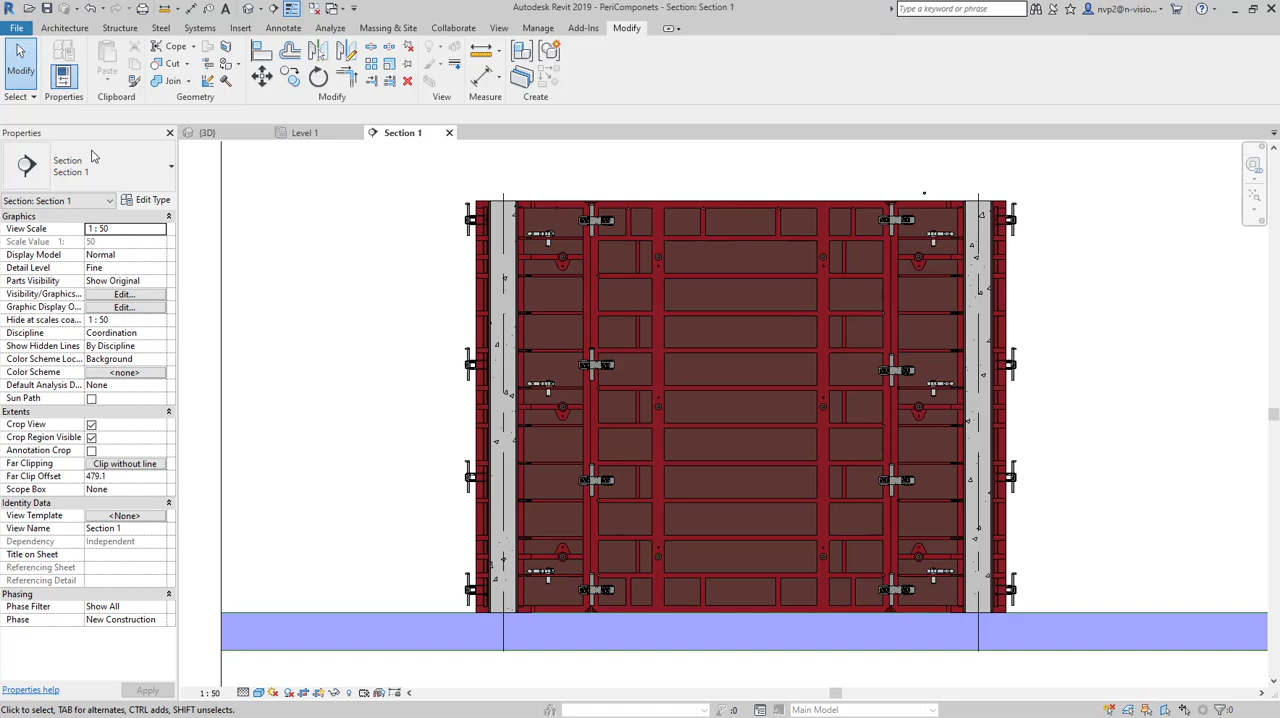 Autodesk Revit 2019 - PeriComponets - Section: Section 1
Type a keyword or phrase
nvp2@n-visio...
File Architecture Structure Steel Systems Insert Annotate Analyze Massing & Site Collaborate View Manage Add-Ins Modify
Modify Paste Cope Cut Join
Select Properties Clipboard Geometry Modify View Measure Create
Properties {3D} Level 1 Section 1
Section
Section 1
Section: Section 1 Edit Type
Graphics
View Scale 1 : 50
Scale Value 1: 50
Display Model Normal
Detail Level Fine
Parts Visibility Show Original
Visibility/Graphics... Edit...
Graphic Display O... Edit...
Hide at scales coa... 1 : 50
Discipline Coordination
Show Hidden Lines By Discipline
Color Scheme Loc... Background
Color Scheme <none>
Default Analysis D... None
Sun Path
Extents
Crop View
Crop Region Visible
Annotation Crop
Far Clipping Clip without line
Far Clip Offset 479.1
Scope Box None
Identity Data
View Template <None>
View Name Section 1
Dependency Independent
Title on Sheet
Referencing Sheet
Referencing Detail
Phasing
Phase Filter Show All
Phase New Construction
Properties help Apply
1 : 50
Click to select, TAB for alternates, CTRL adds, SHIFT unselects.
:0 Main Model :0